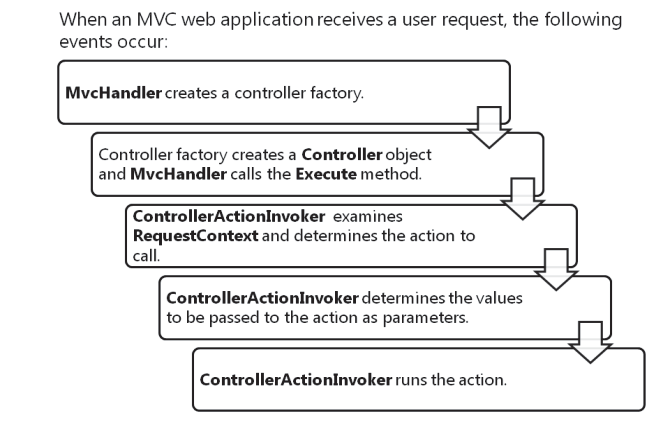 When an MVC web application receives a user request, the following
events occur:
MvcHandler creates a controller factory.
Controller factory creates a Controller object
and MvcHandler calls the Execute method.
ControllerActionInvoker examines
RequestContext and determines the action to
call.
ControllerActionInvoker determines the values
to be passed to the action as parameters.
ControllerActionInvoker runs the action.